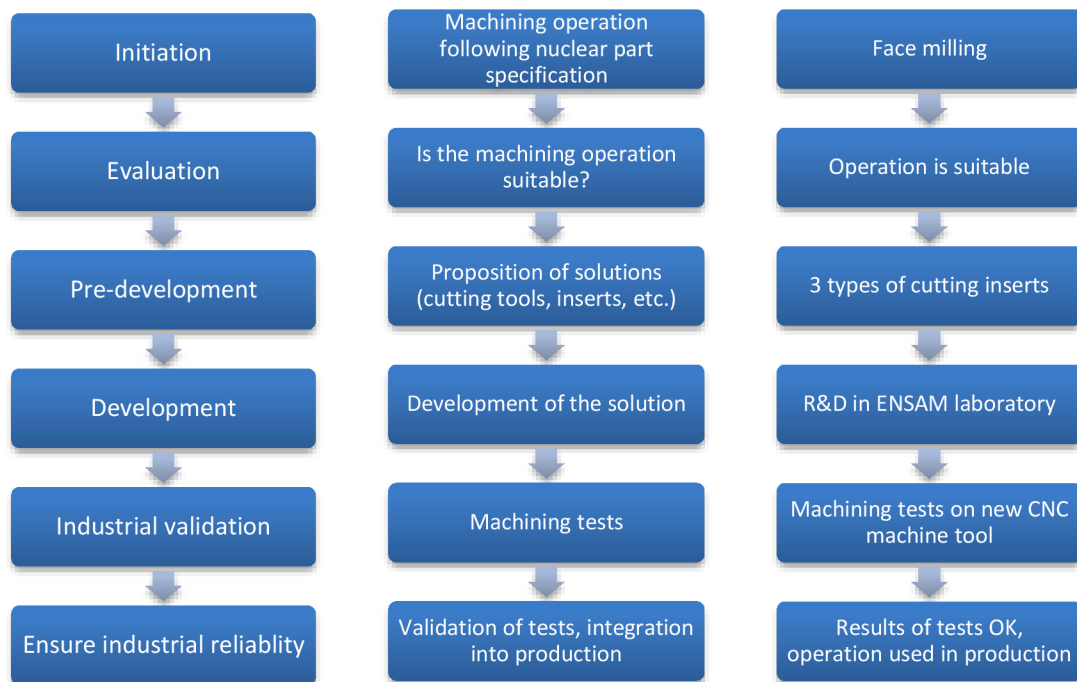 Initiation
Evaluation
Pre-development
Development
Industrial validation
Ensure industrial reliablity
Machining operation
following nuclear part
specification
Is the machining operation
suitable?
Proposition of solutions
(cutting tools, inserts, etc.)
Development of the solution
Machining tests
Validation of tests, integration
into production
Face milling
Operation is suitable
3 types of cutting inserts
R&D in ENSAM laboratory
Machining tests on new CNC
machine tool
Results of tests OK,
operation used in production